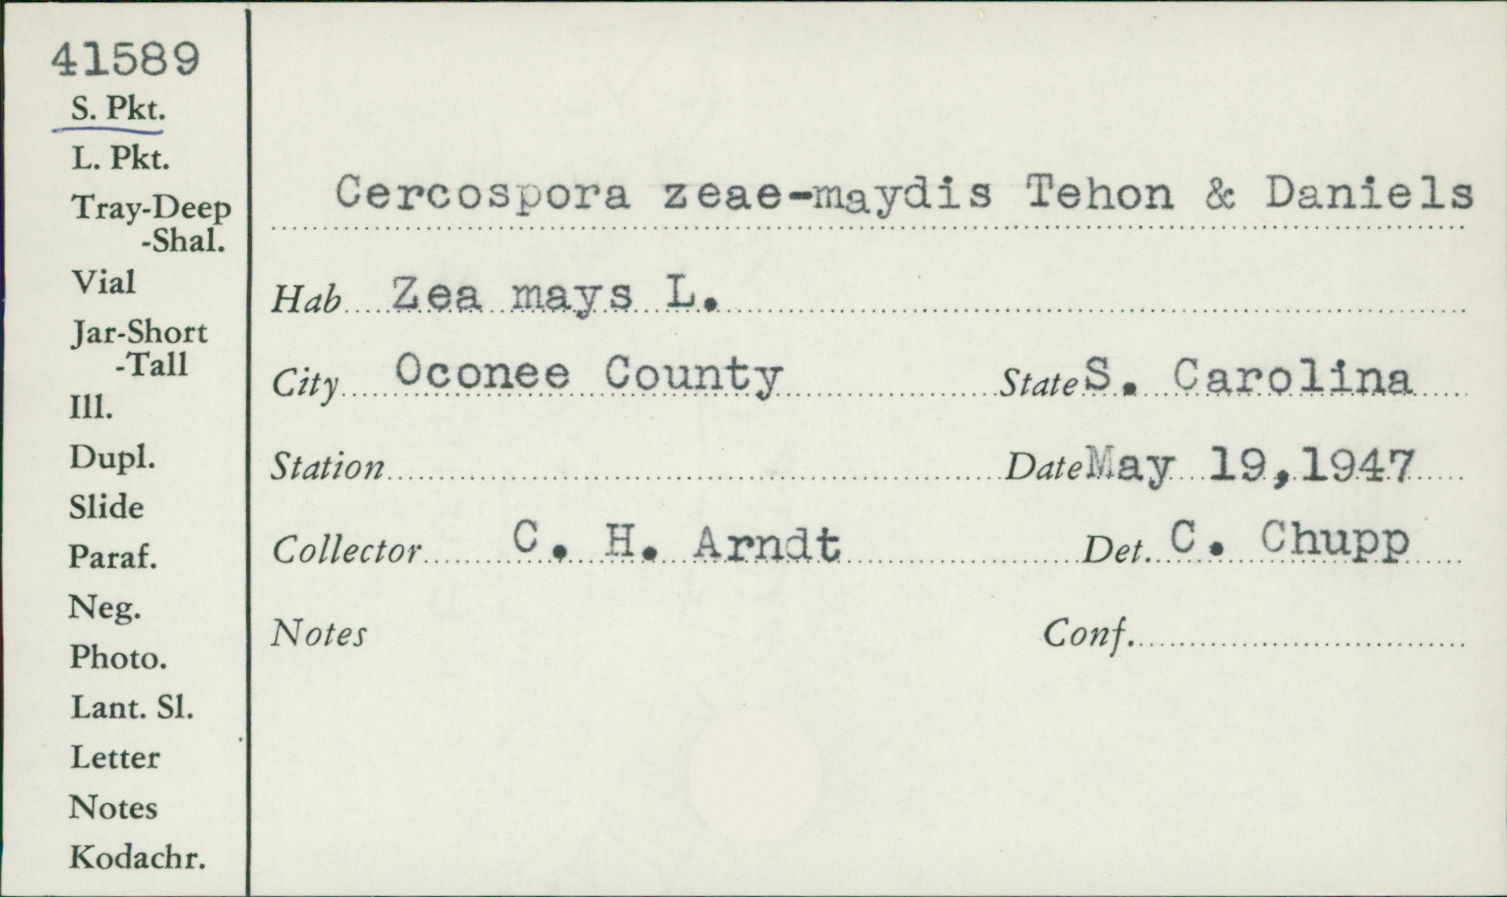 41589
S. Pkt.
L. Pkt.
Tray-Deep
-Shal.
Vial
Jar-Short
-Tall
Ill.
Dupl.
Slide
Paraf.
Neg.
Photo.
Lant. Sl.
Letter
Notes
Kodachr.
Cercospora zeae-maydis Tehon & Daniels
Hab Zea mays L.
City Oconee County State S. Carolina
Station Date May 19,1947
Collector C. H. Arndt Det. C. Chupp
Notes Conf.